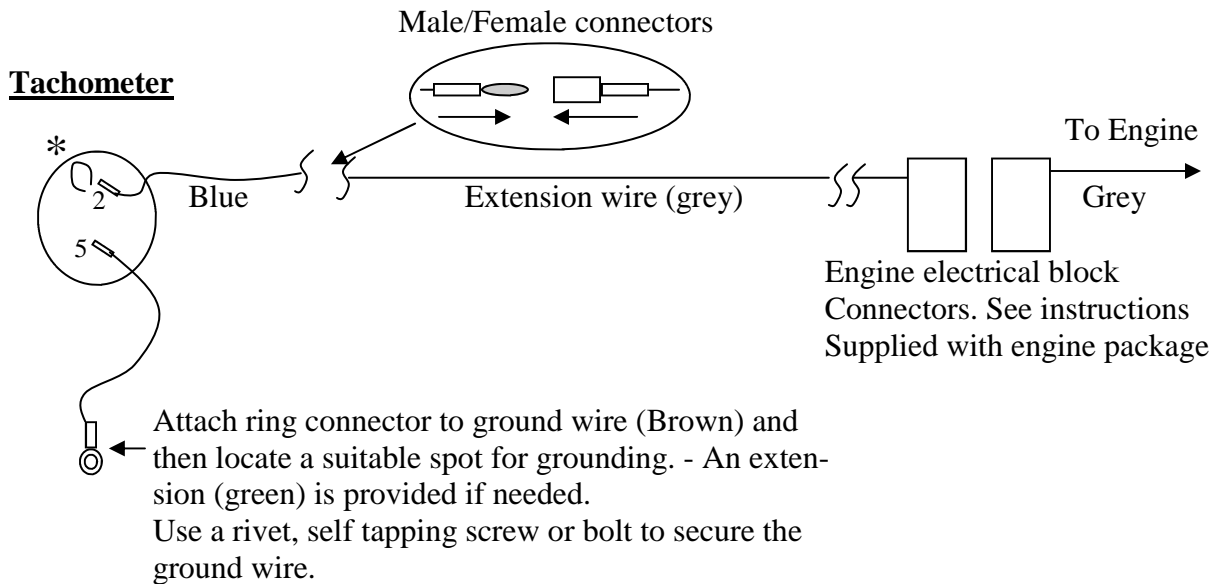 Male/Female connectors
Tachometer
To Engine
*
2
Blue
Extension wire (grey)
Grey
5
Engine electrical block
Connectors. See instructions
Supplied with engine package
Attach ring connector to ground wire (Brown) and
then locate a suitable spot for grounding. - An exten-
sion (green) is provided if needed.
Use a rivet, self tapping screw or bolt to secure the
ground wire.